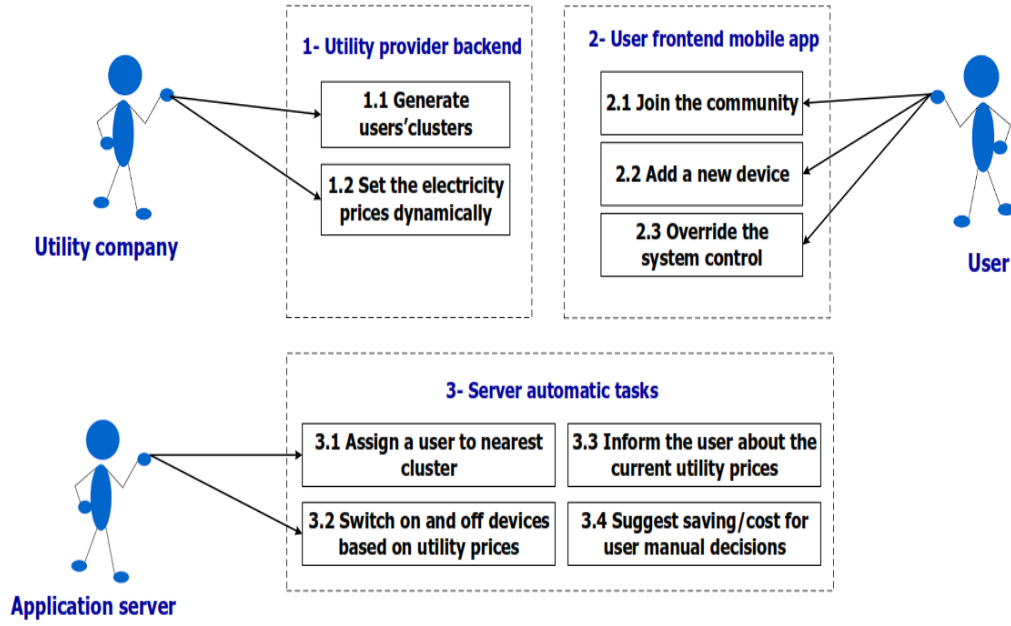 1- Utility provider backend
1.1 Generate
users'clusters
1.2 Set the electricity
prices dynamically
Utility company
2- User frontend mobile app
2.1 Join the community
2.2 Add a new device
2.3 Override the
system control
User
3- Server automatic tasks
3.1 Assign a user to nearest
cluster
3.3 Inform the user about the
current utility prices
3.2 Switch on and off devices
based on utility prices
3.4 Suggest saving/cost for
user manual decisions
Application server